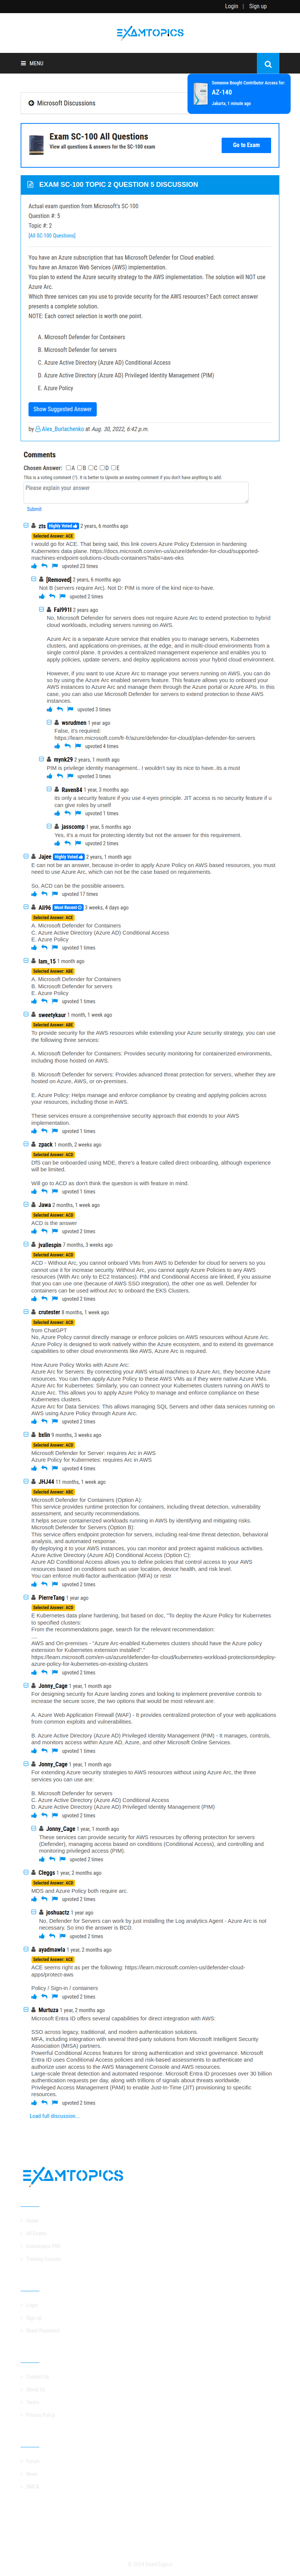 Login | Sign up
EXAMTOPICS
MENU
Someone Bought Contributor Access for:
AZ-140
Jakarta, 1 minute ago
Microsoft Discussions
Exam SC-100 All Questions
View all questions & answers for the SC-100 exam
Go to Exam
EXAM SC-100 TOPIC 2 QUESTION 5 DISCUSSION
Actual exam question from Microsoft's SC-100
Question #: 5
Topic #: 2
[All SC-100 Questions]
You have an Azure subscription that has Microsoft Defender for Cloud enabled.
You have an Amazon Web Services (AWS) implementation.
You plan to extend the Azure security strategy to the AWS implementation. The solution will NOT use
Azure Arc.
Which three services can you use to provide security for the AWS resources? Each correct answer
presents a complete solution.
NOTE: Each correct selection is worth one point.
A. Microsoft Defender for Containers
B. Microsoft Defender for servers
C. Azure Active Directory (Azure AD) Conditional Access
D. Azure Active Directory (Azure AD) Privileged Identity Management (PIM)
E. Azure Policy
Show Suggested Answer
by Alex_Burlachenko at Aug. 30, 2022, 6:42 p.m.
Comments
Chosen Answer: A B C D E
This is a voting comment (?). It is better to Upvote an existing comment if you don't have anything to add.
Please explain your answer
Submit
zts Highly Voted 2 years, 6 months ago
Selected Answer: ACE
I would go for ACE. That being said, this link covers Azure Policy Extension in hardening
Kubernetes data plane. https://docs.microsoft.com/en-us/azure/defender-for-cloud/supported-
machines-endpoint-solutions-clouds-containers?tabs=aws-eks
upvoted 23 times
[Removed] 2 years, 6 months ago
Not B (servers require Arc). Not D: PIM is more of the kind nice-to-have.
upvoted 2 times
Fal991l 2 years ago
No, Microsoft Defender for servers does not require Azure Arc to extend protection to hybrid
cloud workloads, including servers running on AWS.
Azure Arc is a separate Azure service that enables you to manage servers, Kubernetes
clusters, and applications on-premises, at the edge, and in multi-cloud environments from a
single control plane. It provides a centralized management experience and enables you to
apply policies, update servers, and deploy applications across your hybrid cloud environment.
However, if you want to use Azure Arc to manage your servers running on AWS, you can do
so by using the Azure Arc enabled servers feature. This feature allows you to onboard your
AWS instances to Azure Arc and manage them through the Azure portal or Azure APIs. In this
way, you can also use Microsoft Defender for servers to extend protection to those AWS
instances.
upvoted 3 times
wsrudmen 1 year ago
False, it's required:
https://learn.microsoft.com/fr-fr/azure/defender-for-cloud/plan-defender-for-servers
upvoted 4 times
mynk29 2 years, 1 month ago
PIM is privilege identity management.. I wouldn't say its nice to have..its a must
upvoted 3 times
Raven84 1 year, 3 months ago
its only a security feature if you use 4-eyes principle. JIT access is no security feature if u
can give roles by urself
upvoted 1 times
jasscomp 1 year, 5 months ago
Yes, it's a must for protecting identity but not the answer for this requirement.
upvoted 2 times
Jajee Highly Voted 2 years, 1 month ago
E can not be an answer, because in-order to apply Azure Policy on AWS based resources, you must
need to use Azure Arc, which can not be the case based on requirement.
So, ACD can be the possible answers.
upvoted 17 times
Ali96 Most Recent 3 weeks, 4 days ago
Selected Answer: ACE
A. Microsoft Defender for Containers
C. Azure Active Directory (Azure AD) Conditional Access
E. Azure Policy
upvoted 1 times
Iam_15 1 month ago
Selected Answer: ABE
A. Microsoft Defender for Containers
B. Microsoft Defender for servers
E. Azure Policy
upvoted 1 times
sweetykaur 1 month, 1 week ago
Selected Answer: ABE
To provide security for the AWS resources while extending your Azure security strategy, you can use
the following three services:
A. Microsoft Defender for Containers: Provides security monitoring for containerized environments,
including those hosted on AWS.
B. Microsoft Defender for servers: Provides advanced threat protection for servers, whether they are
hosted on Azure, AWS, or on-premises.
E. Azure Policy: Helps manage and enforce compliance by creating and applying policies across
your resources, including those in AWS.
These services ensure a comprehensive security approach that extends to your AWS
implementation.
upvoted 1 times
zpack 1 month, 2 weeks ago
Selected Answer: ACD
DfS can be onboarded using MDE, there's a feature called direct onboarding, although experience
will be limited.
Will go to ACD as don't think the question is with feature in mind.
upvoted 1 times
Jawa 2 months, 1 week ago
Selected Answer: ACD
ACD is the answer
upvoted 2 times
jvallespin 7 months, 3 weeks ago
Selected Answer: ACD
ACD - Without Arc, you cannot onboard VMs from AWS to Defender for cloud for servers so you
cannot use it for increase security. Without Arc, you cannot apply Azure Policies to external
resources (With Arc only to EC2 Instances). PIM and Conditional Access are linked, if you assume
that you can use one (because of AWS SSO integration), the other one as well. Defender for
containers can be used without Arc to onboard the EKS Clusters.
upvoted 2 times
crutester 8 months, 1 week ago
Selected Answer: ACD
from ChatGPT
No, Azure Policy cannot directly manage or enforce policies on AWS resources without Azure Arc.
Azure Policy is designed to work natively within the Azure ecosystem, and to extend its governance
capabilities to other cloud environments like AWS, Azure Arc is required.
How Azure Policy Works with Azure Arc:
Azure Arc for Servers: By connecting your AWS virtual machines to Azure Arc, they become Azure
resources. You can then apply Azure Policy to these AWS VMs as if they were native Azure VMs.
Azure Arc for Kubernetes: Similarly, you can connect your Kubernetes clusters running on AWS to
Azure Arc. This allows you to apply Azure Policy to manage and enforce compliance on these
Kubernetes clusters.
Azure Arc for Data Services: This allows managing SQL Servers and other data services running on
AWS using Azure Policy through Azure Arc.
upvoted 2 times
bxlin 9 months, 3 weeks ago
Selected Answer: ACD
Microsoft Defender for Server: requires Arc in AWS
Azure Policy for Kubernetes: requires Arc in AWS
upvoted 4 times
JHJ44 11 months, 1 week ago
Selected Answer: ABC
Microsoft Defender for Containers (Option A):
This service provides runtime protection for containers, including threat detection, vulnerability
assessment, and security recommendations.
It helps secure containerized workloads running in AWS by identifying and mitigating risks.
Microsoft Defender for Servers (Option B):
This service offers endpoint protection for servers, including real-time threat detection, behavioral
analysis, and automated response.
By deploying it to your AWS instances, you can monitor and protect against malicious activities.
Azure Active Directory (Azure AD) Conditional Access (Option C):
Azure AD Conditional Access allows you to define policies that control access to your AWS
resources based on conditions such as user location, device health, and risk level.
You can enforce multi-factor authentication (MFA) or restr
upvoted 2 times
PierreTang 1 year ago
Selected Answer: ACD
E Kubernetes data plane hardening, but based on doc, "To deploy the Azure Policy for Kubernetes
to specified clusters:
From the recommendations page, search for the relevant recommendation:
....
AWS and On-premises - "Azure Arc-enabled Kubernetes clusters should have the Azure policy
extension for Kubernetes extension installed"."
https://learn.microsoft.com/en-us/azure/defender-for-cloud/kubernetes-workload-protections#deploy-
azure-policy-for-kubernetes-on-existing-clusters
upvoted 2 times
Jonny_Cage 1 year, 1 month ago
For designing security for Azure landing zones and looking to implement preventive controls to
increase the secure score, the two options that would be most relevant are:
A. Azure Web Application Firewall (WAF) - It provides centralized protection of your web applications
from common exploits and vulnerabilities.
B. Azure Active Directory (Azure AD) Privileged Identity Management (PIM) - It manages, controls,
and monitors access within Azure AD, Azure, and other Microsoft Online Services.
upvoted 1 times
Jonny_Cage 1 year, 1 month ago
For extending Azure security strategies to AWS resources without using Azure Arc, the three
services you can use are:
B. Microsoft Defender for servers
C. Azure Active Directory (Azure AD) Conditional Access
D. Azure Active Directory (Azure AD) Privileged Identity Management (PIM)
upvoted 2 times
Jonny_Cage 1 year, 1 month ago
These services can provide security for AWS resources by offering protection for servers
(Defender), managing access based on conditions (Conditional Access), and controlling and
monitoring privileged access (PIM).
upvoted 2 times
Cleggs 1 year, 2 months ago
Selected Answer: ACD
MDS and Azure Policy both require arc.
upvoted 2 times
joshuactz 1 year ago
No, Defender for Servers can work by just installing the Log analytics Agent - Azure Arc is not
necessary. So imo the answer is BCD.
upvoted 2 times
ayadmawla 1 year, 2 months ago
Selected Answer: ACE
ACE seems right as per the following: https://learn.microsoft.com/en-us/defender-cloud-
apps/protect-aws
Policy / Sign-in / containers
upvoted 2 times
Murtuza 1 year, 2 months ago
Microsoft Entra ID offers several capabilities for direct integration with AWS:
SSO across legacy, traditional, and modern authentication solutions.
MFA, including integration with several third-party solutions from Microsoft Intelligent Security
Association (MISA) partners.
Powerful Conditional Access features for strong authentication and strict governance. Microsoft
Entra ID uses Conditional Access policies and risk-based assessments to authenticate and
authorize user access to the AWS Management Console and AWS resources.
Large-scale threat detection and automated response. Microsoft Entra ID processes over 30 billion
authentication requests per day, along with trillions of signals about threats worldwide.
Privileged Access Management (PAM) to enable Just-In-Time (JIT) provisioning to specific
resources.
upvoted 2 times
Load full discussion...
EXAMTOPICS